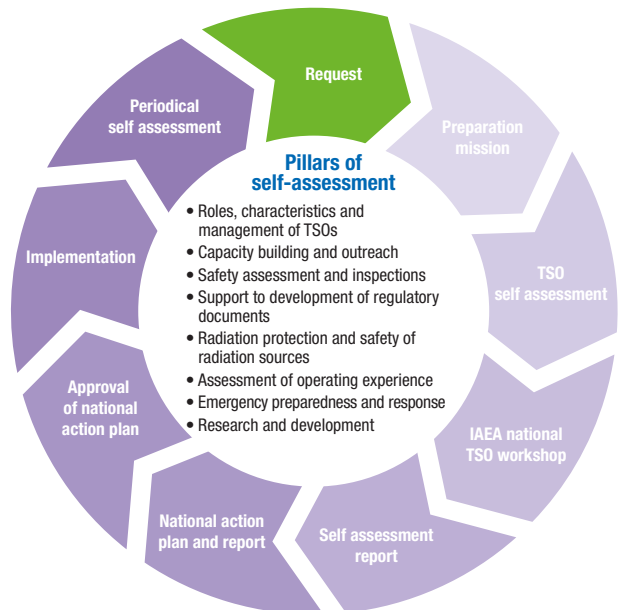 Request
Preparation
mission
TSO
self assessment
IAEA national
TSO workshop
Self assessment
report
National action
plan and report
Approval
of national
action plan
Implementation
Periodical
self assessment
Pillars of
self-assessment
• Roles, characteristics and
management of TSOs
• Capacity building and outreach
• Safety assessment and inspections
• Support to development of regulatory
documents
• Radiation protection and safety of
radiation sources
• Assessment of operating experience
• Emergency preparedness and response
• Research and development